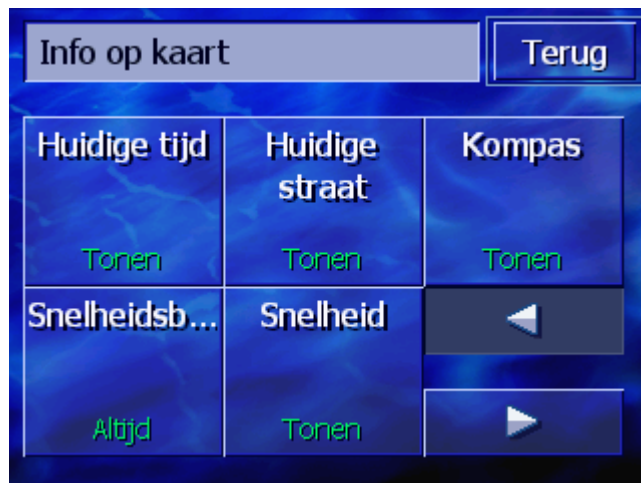 Info op kaart
Terug
Huidige tijd
Tonen
Huidige
straat
Tonen
Kompas
Tonen
Snelheidsb...
Altijd
Snelheid
Tonen